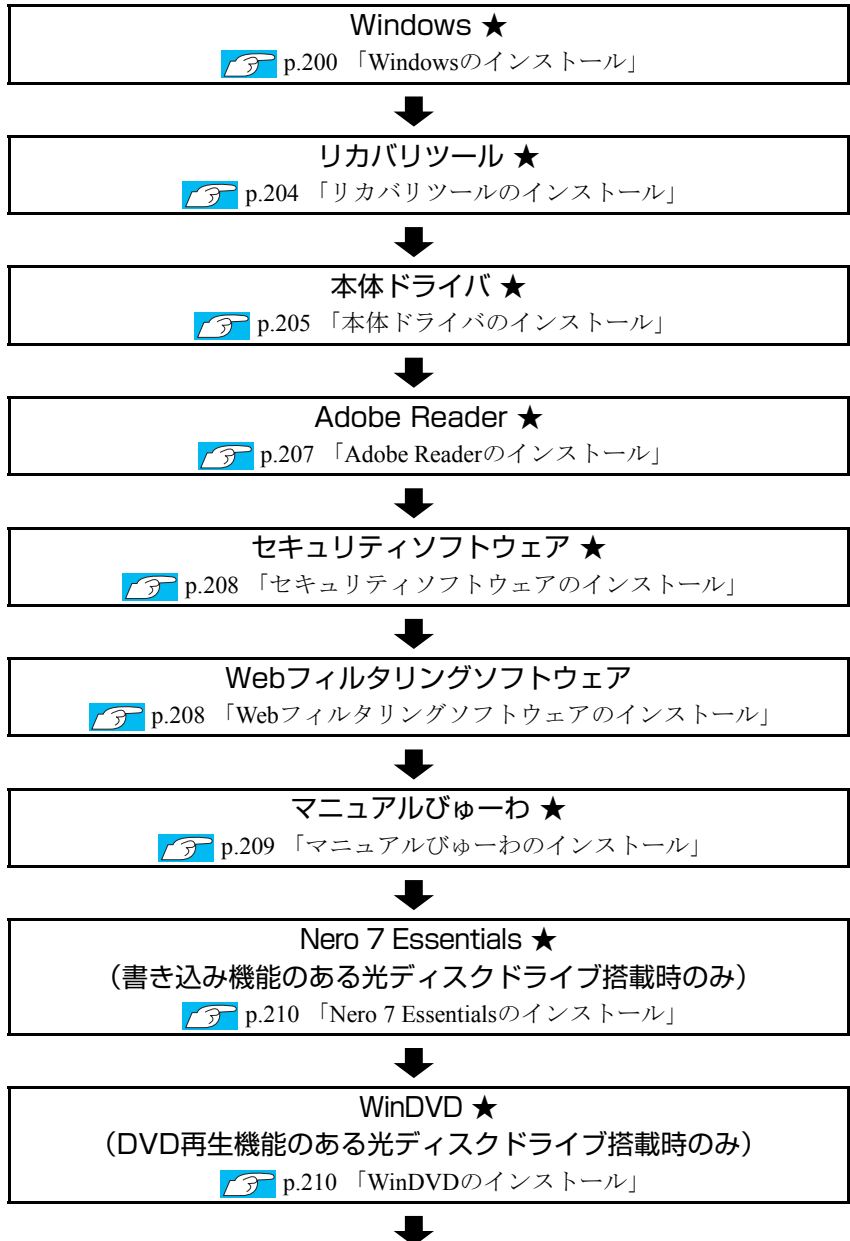 Windows ★
p.200 「Windowsのインストール」
リカバリツール ★
p.204 「リカバリツールのインストール」
本体ドライバ ★
p.205 「本体ドライバのインストール」
Adobe Reader ★
p.207 「Adobe Readerのインストール」
セキュリティソフトウェア ★
p.208 「セキュリティソフトウェアのインストール」
Webフィルタリングソフトウェア
p.208 「Webフィルタリングソフトウェアのインストール」
マニュアルびゅーわ ★
p.209 「マニュアルびゅーわのインストール」
Nero 7 Essentials ★
（書き込み機能のある光ディスクドライブ搭載時のみ）
p.210 「Nero 7 Essentialsのインストール」
WinDVD ★
（DVD再生機能のある光ディスクドライブ搭載時のみ）
p.210 「WinDVDのインストール」